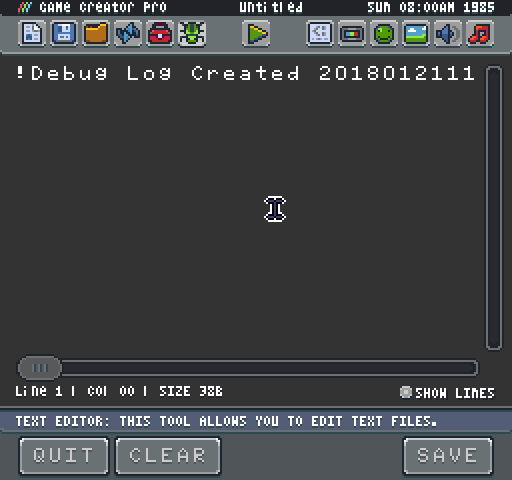 Game Creator Pro Untitled SUN 08:00AM 1985
!Debug Log Created 2018012111
Line 1 | Col 00 | SIZE 38B SHOW LINES
TEXT EDITOR: THIS TOOL ALLOWS YOU TO EDIT TEXT FILES.
QUIT CLEAR SAVE